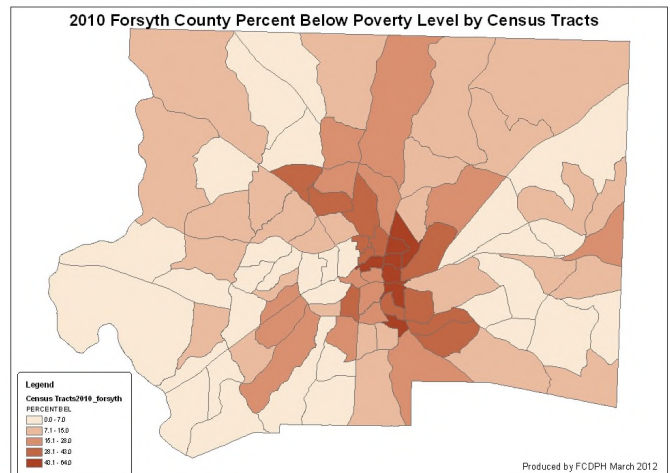 2010 Forsyth County Percent Below Poverty Level by Census Tracts
Legend
Census Tracts2010_forsyth
PERCENTBEL
0.0 - 7.0
7.1 - 15.0
15.1 - 28.0
28.1 - 43.0
43.1 - 64.0
Produced by FCDPH March 2012